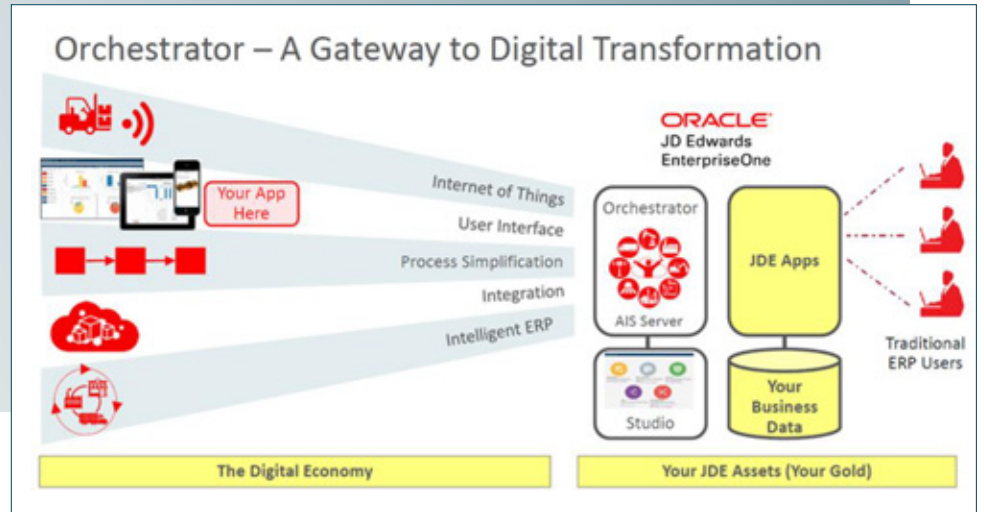 Orchestrator – A Gateway to Digital Transformation
ORACLE
JD Edwards
EnterpriseOne
Your App
Here
Internet of Things
User Interface
Process Simplification
Integration
Intelligent ERP
Orchestrator
AIS Server
Studio
JDE Apps
Your
Business
Data
Traditional
ERP Users
The Digital Economy
Your JDE Assets (Your Gold)